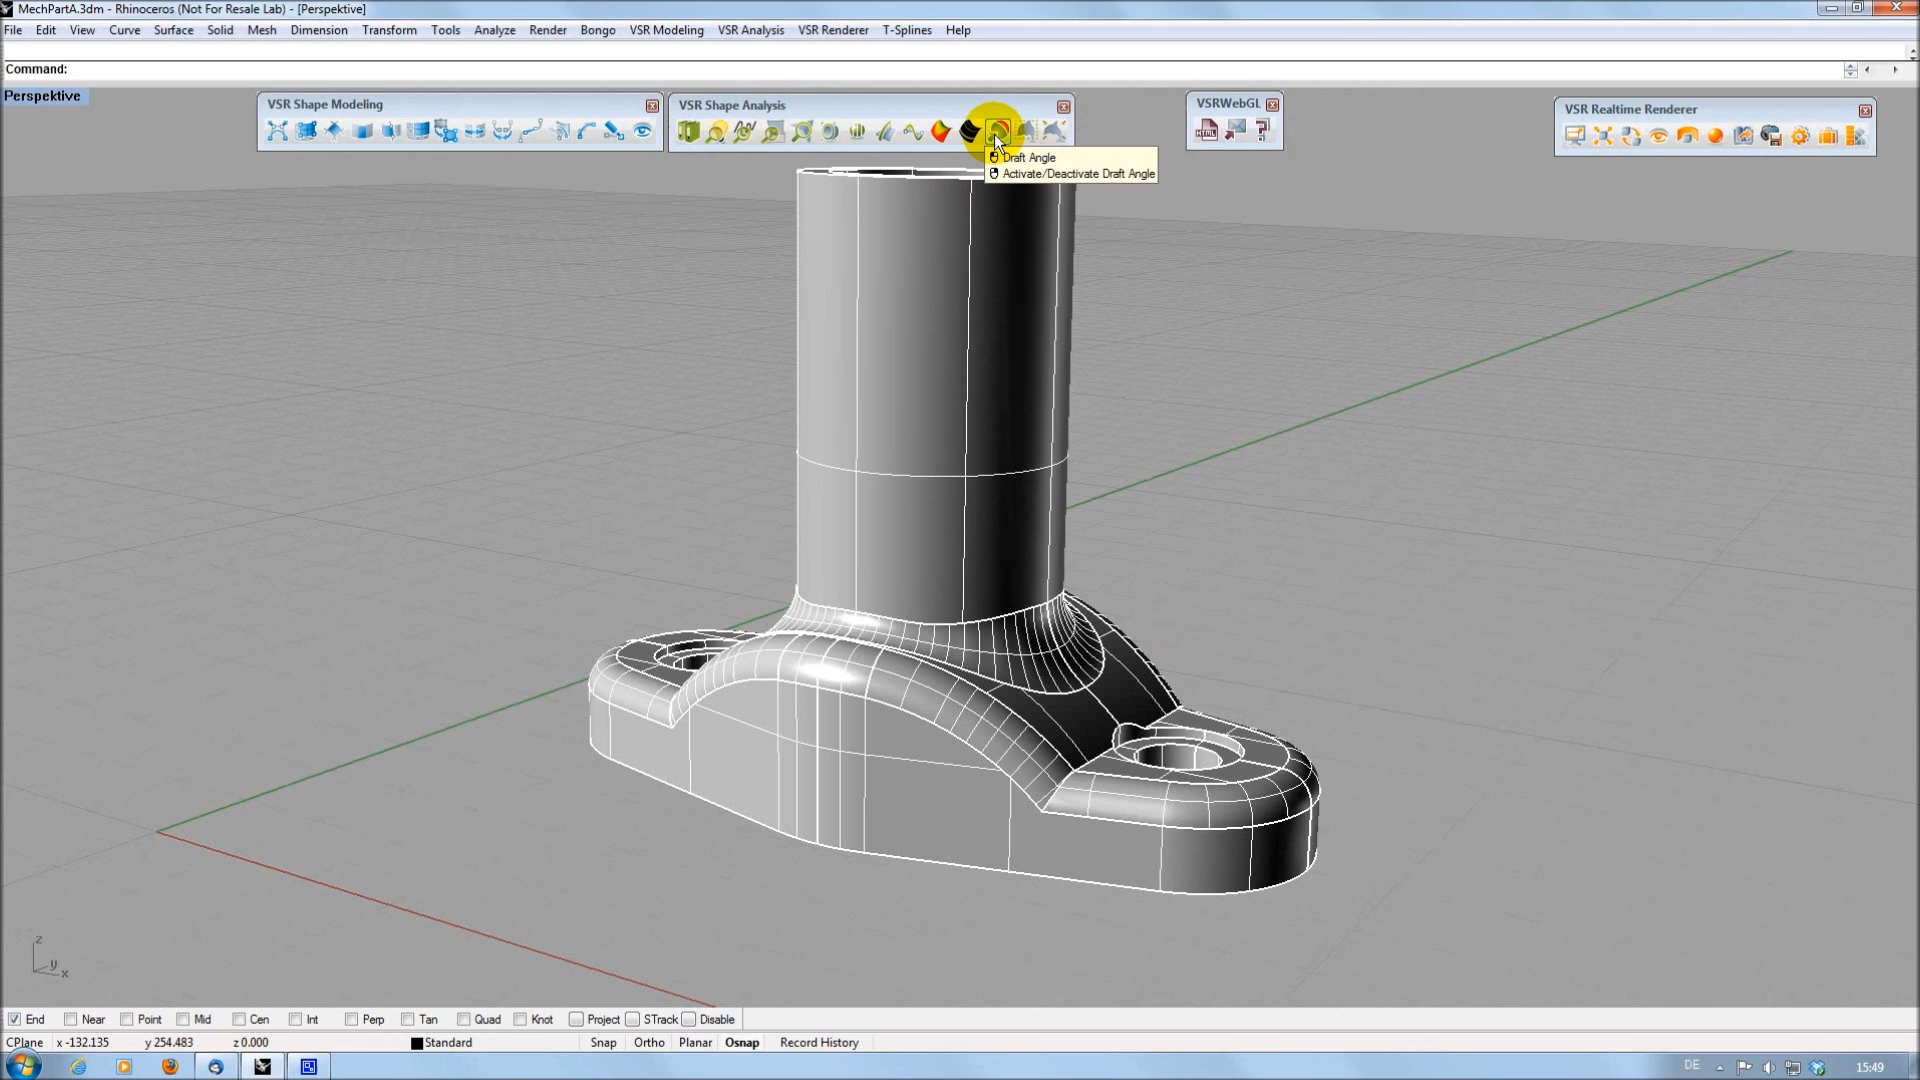 MechPartA.3dm - Rhinoceros (Not For Resale Lab) - [Perspektive]
File Edit View Curve Surface Solid Mesh Dimension Transform Tools Analyze Render Bongo VSR Modeling VSR Analysis VSR Renderer T-Splines Help
Command:
Perspektive
VSR Shape Modeling
VSR Shape Analysis
VSRWebGL
VSR Realtime Renderer
HTML
Draft Angle
Activate/Deactivate Draft Angle
z
y
x
End Near Point Mid Cen Int Perp Tan Quad Knot Project STrack Disable
CPlane x -132.135 y 254.483 z 0.000 Standard Snap Ortho Planar Osnap Record History
DE 15:49